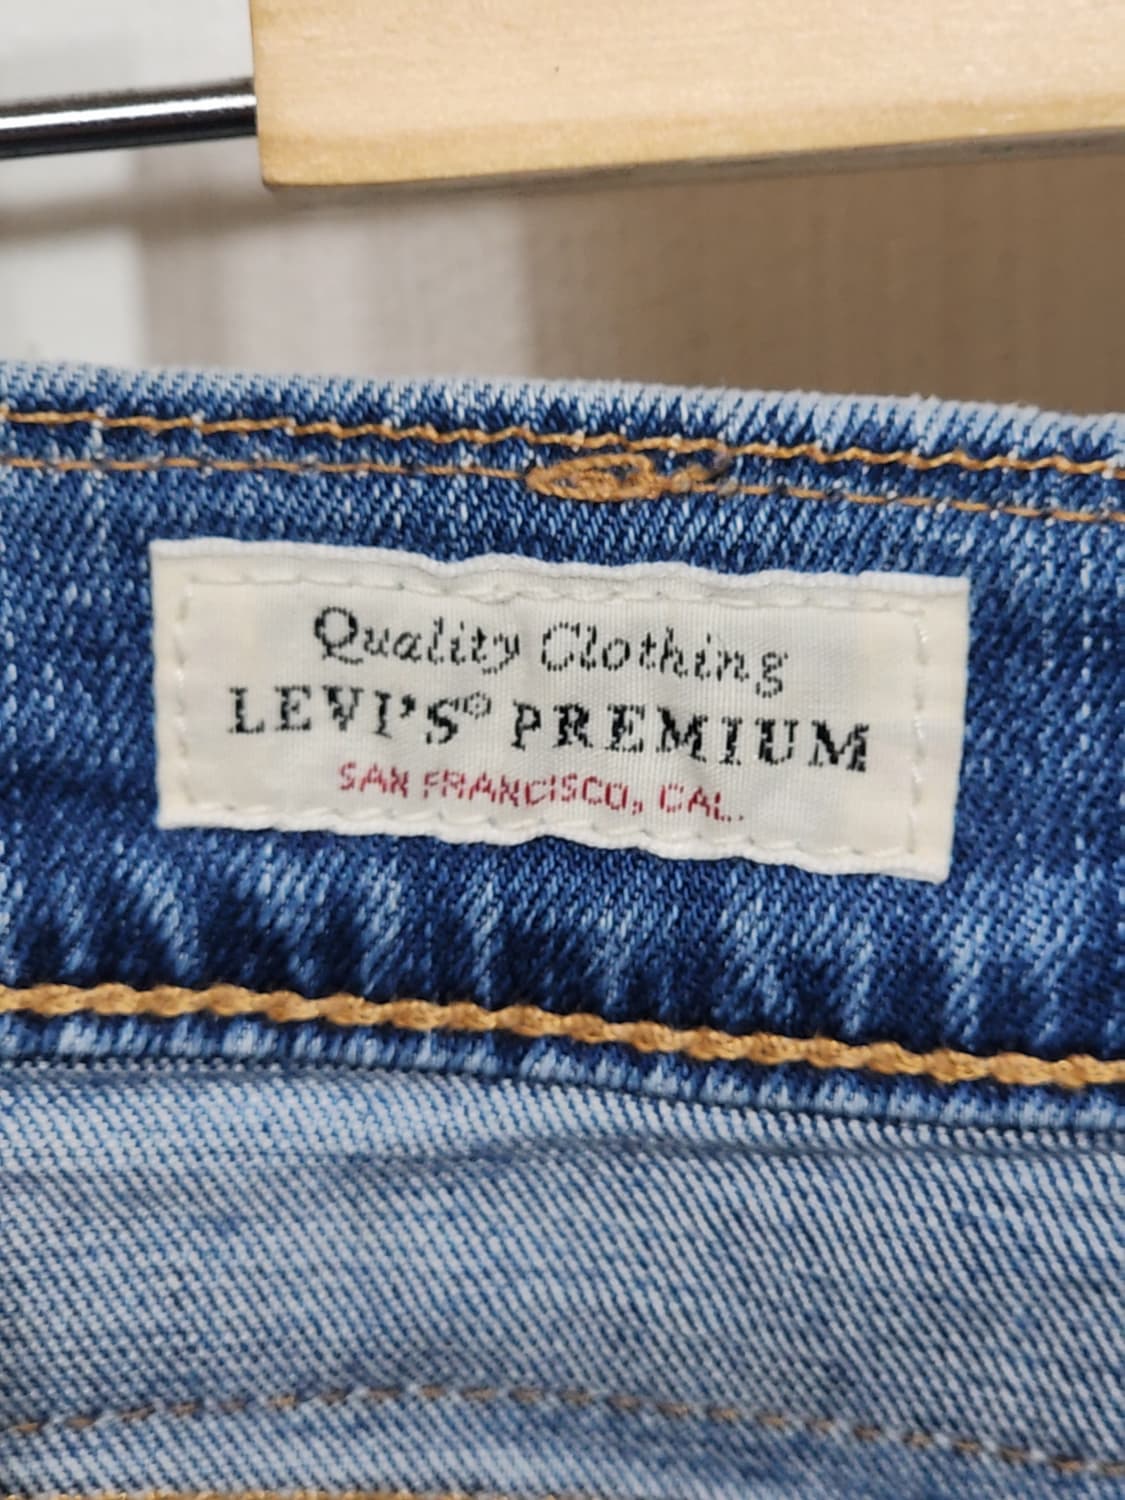 Quality Clothing
LEVI'S® PREMIUM
SAN FRANCISCO, CAL.